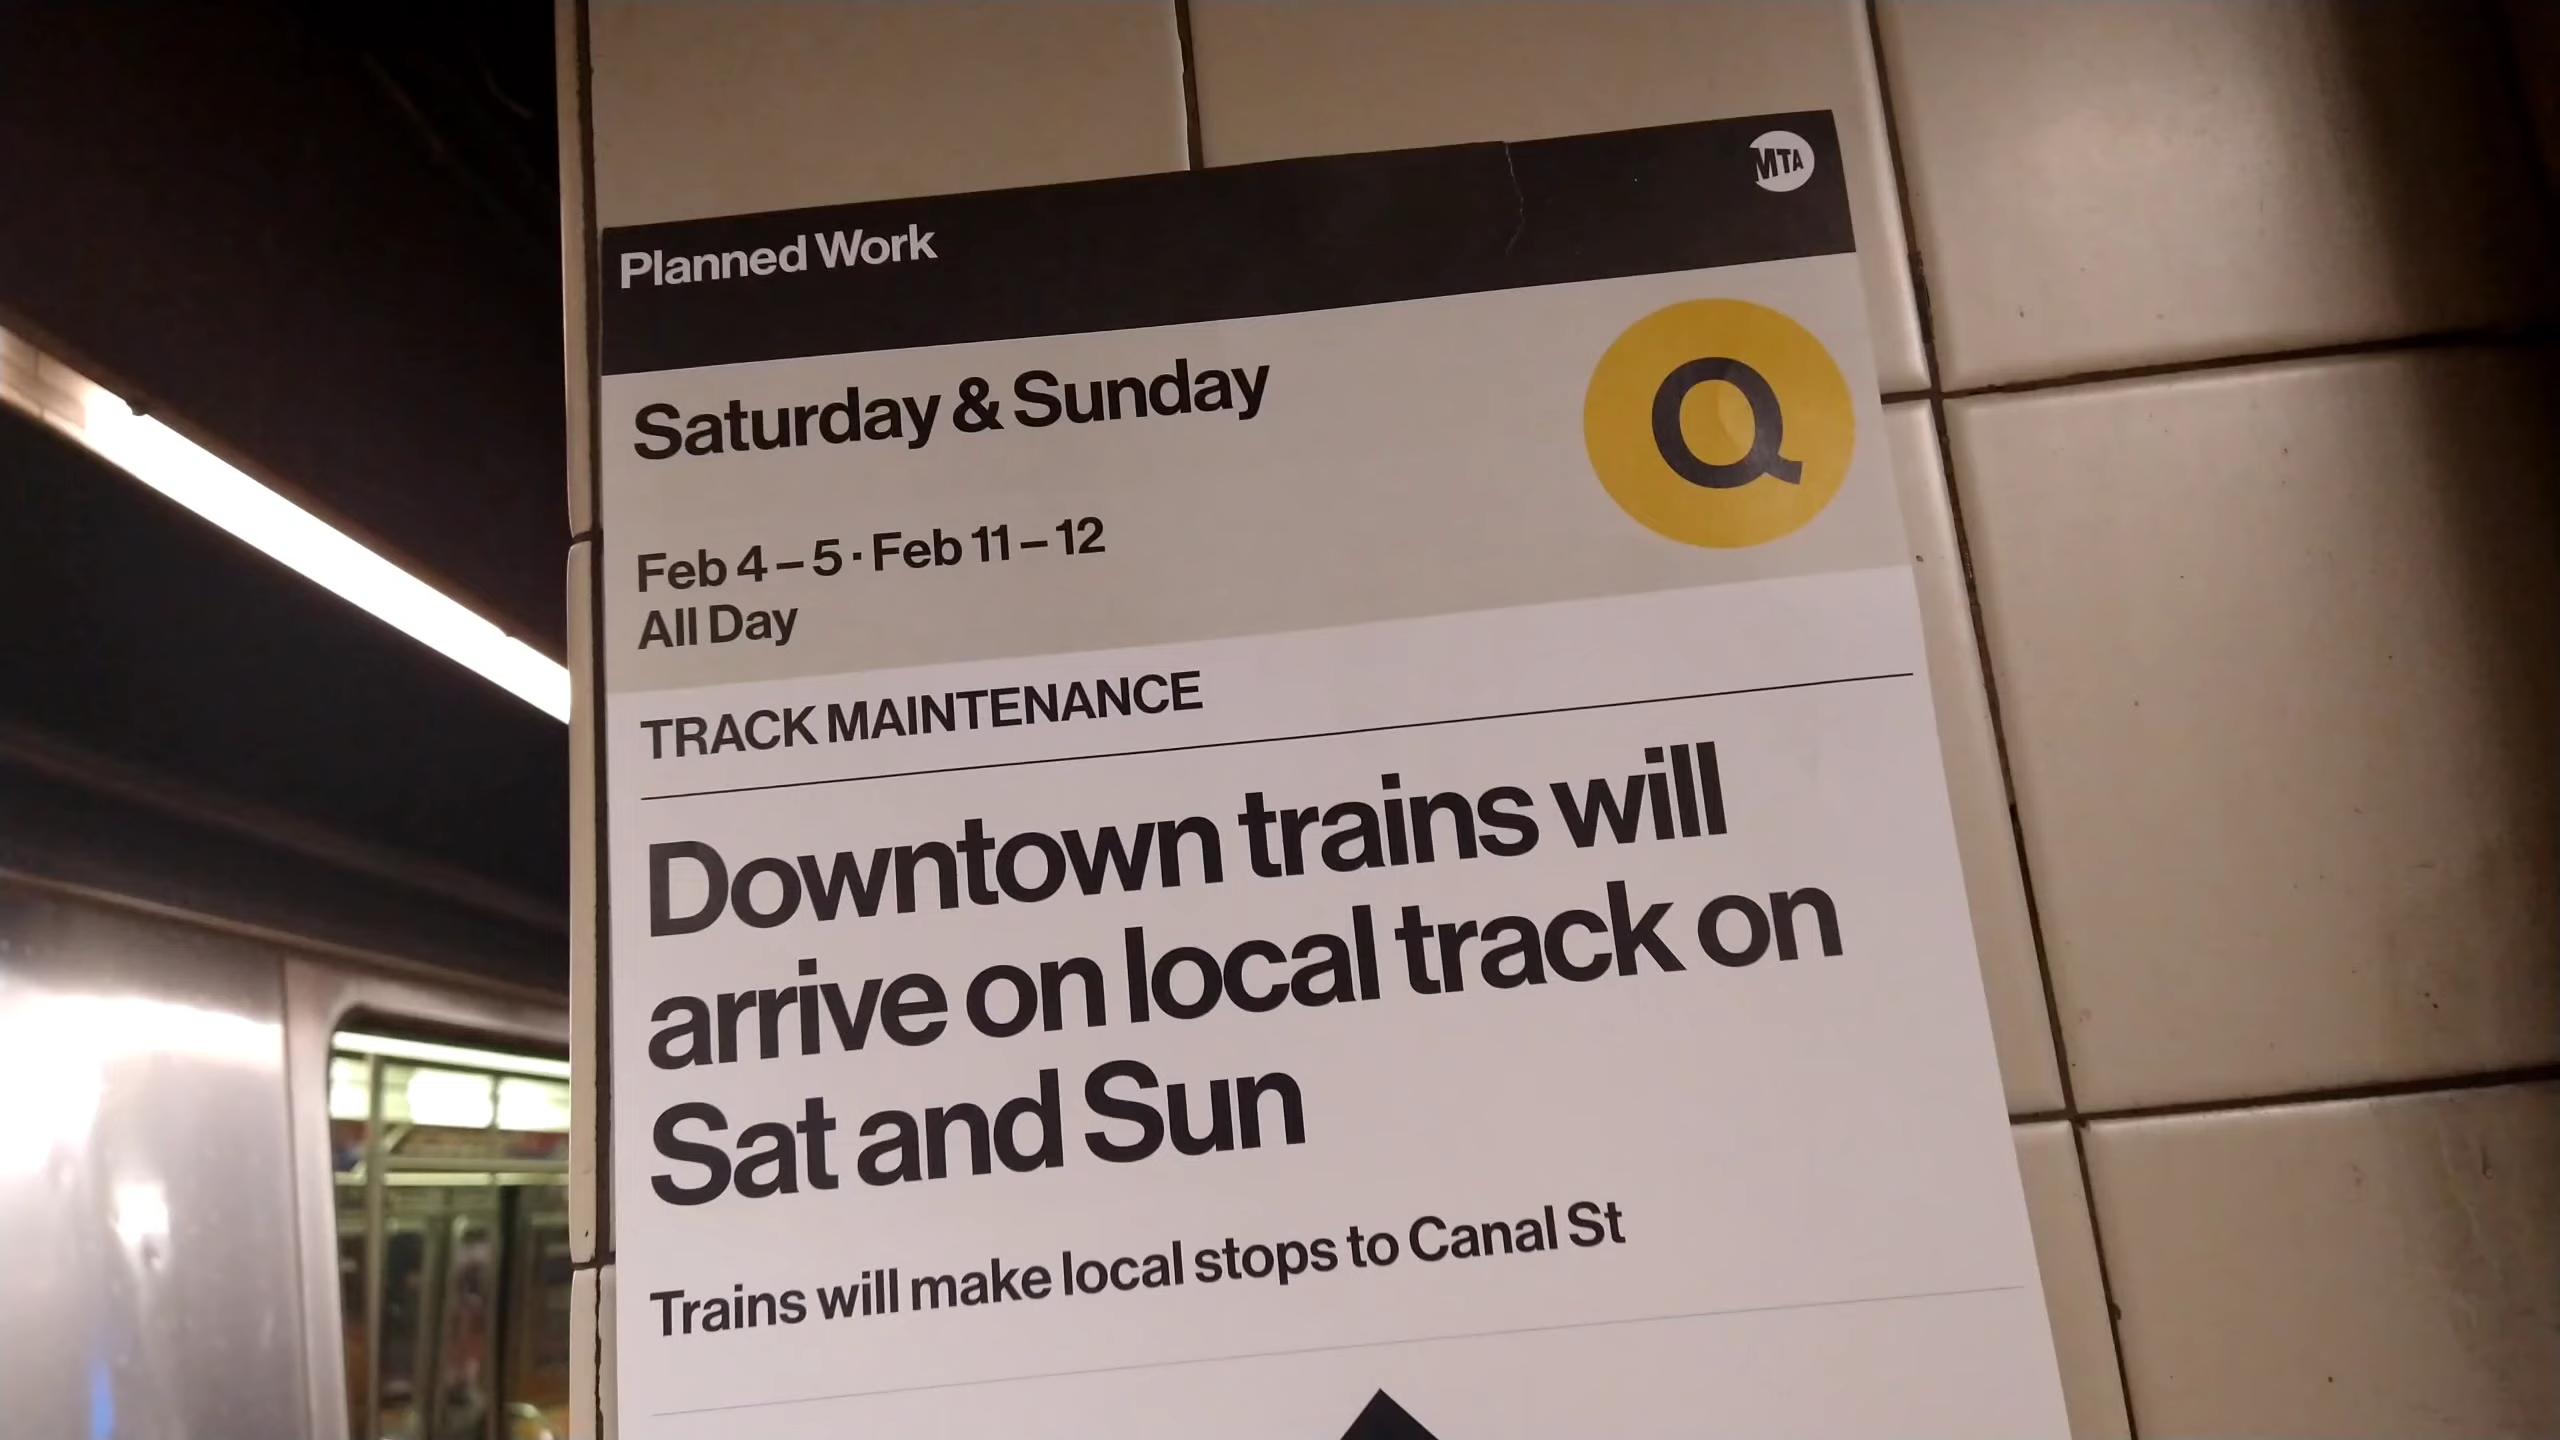 MTA
Planned Work
Saturday & Sunday
Q
Feb 4 – 5 · Feb 11 – 12
All Day
TRACK MAINTENANCE
Downtown trains will
arrive on local track on
Sat and Sun
Trains will make local stops to Canal St